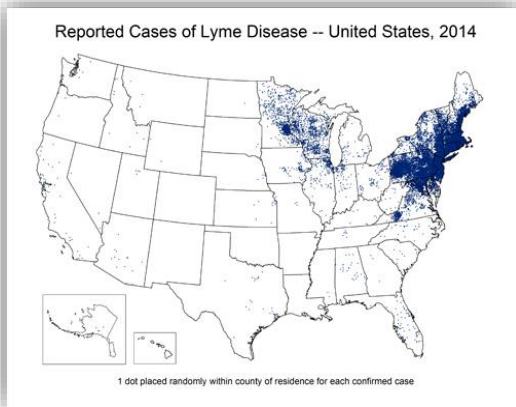 Reported Cases of Lyme Disease -- United States, 2014
1 dot placed randomly within county of residence for each confirmed case